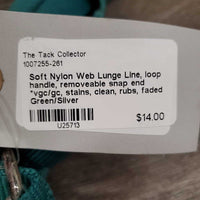 The Tack Collector
1007255-261
Soft Nylon Web Lunge Line, loop
handle, removeable snap end
*vgc/gc, stains, clean, rubs, faded
Green/Silver
$14.00
U25713